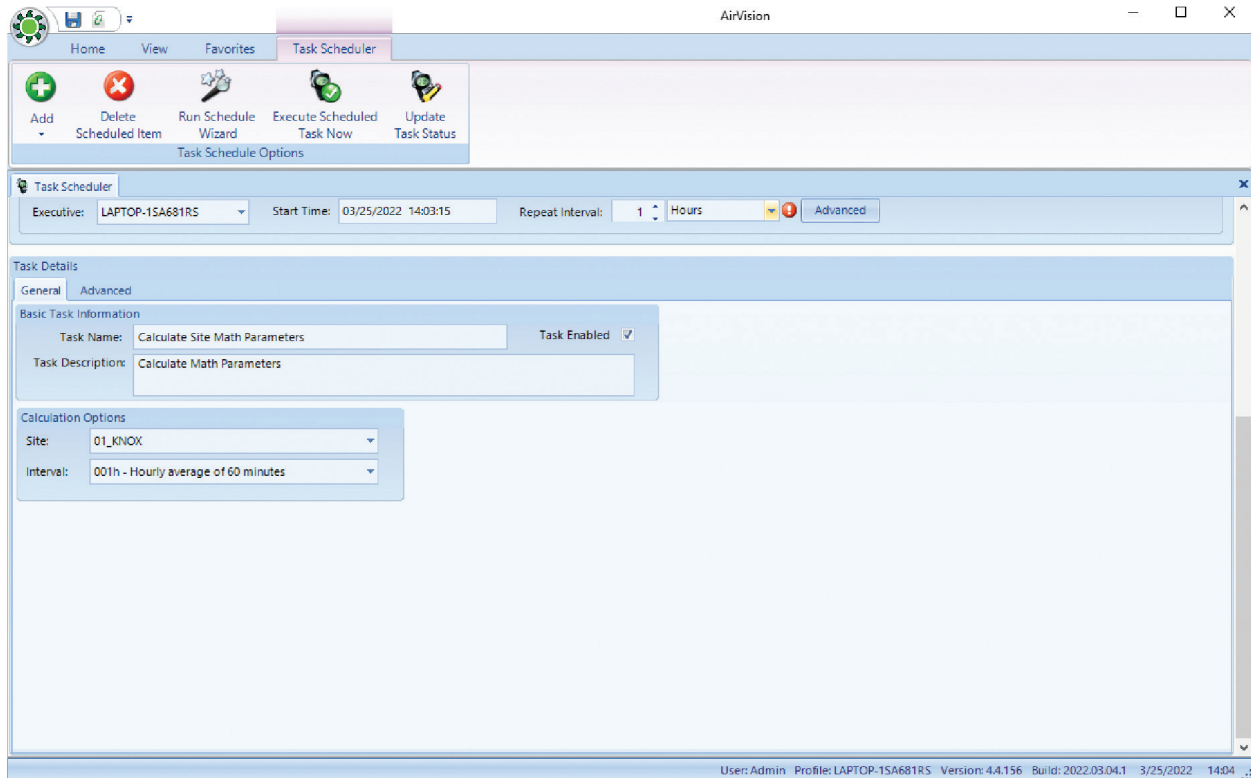 AirVision
Home View Favorites Task Scheduler
Add Delete Scheduled Item Run Schedule Wizard Execute Scheduled Task Now Update Task Status
Task Schedule Options
Task Scheduler
Executive: LAPTOP-1SA681RS Start Time: 03/25/2022 14:03:15 Repeat Interval: 1 Hours Advanced
Task Details
General Advanced
Basic Task Information
Task Name: Calculate Site Math Parameters Task Enabled
Task Description: Calculate Math Parameters
Calculation Options
Site: 01_KNOX
Interval: 001h - Hourly average of 60 minutes
User: Admin Profile: LAPTOP-1SA681RS Version: 4.4.156 Build: 2022.03.04.1 3/25/2022 14:04